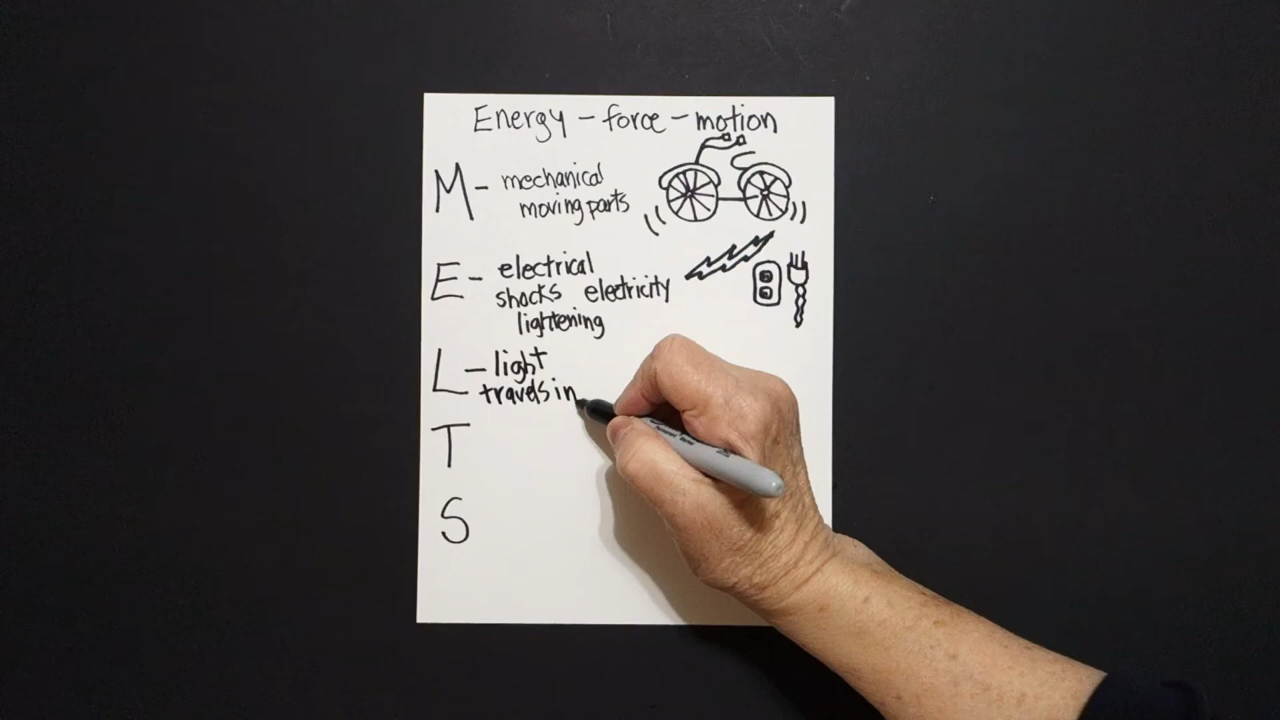 Energy - force - motion
M - mechanical
moving parts
E - electrical
shocks electricity
lightening
L - light
travels in
T
S